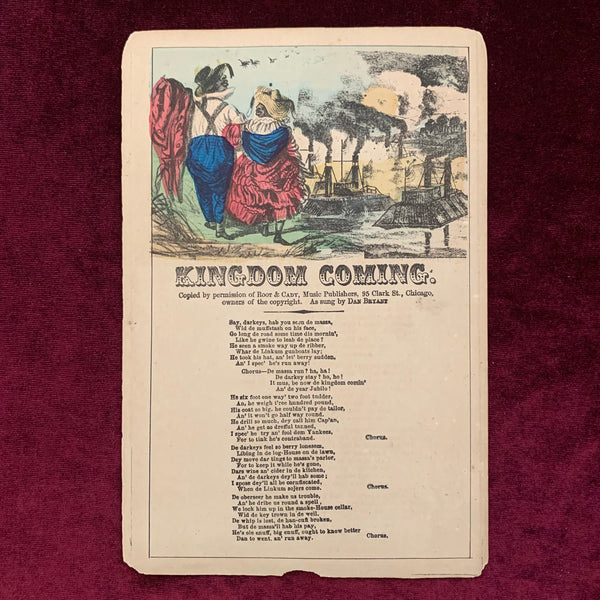 KINGDOM COMING.
Copied by permission of ROOT & CADY, Music Publishers, 95 Clark St., Chicago,
owners of the copyright. As sung by DAN BRYANT
Say, darkeys, hab you seen de massa,
Wid de muffstash on his face,
Go long de road some time dis mornin',
Like he gwine to leab de place?
He seen a smoke way up de ribber,
Whar de Linkum gunboats lay;
He took his hat, an' lef' berry sudden,
An' I spec' he's run away!
Chorus—De massa run? ha, ha!
De darkey stay? ho, ho!
It mus, be now de kingdom comin'
An' de year Jubilo!
He six foot one way' two foot tudder,
An, he weigh t'ree hundred pound,
His coat so big, he couldn't pay de tailor,
An' it won't go half way round.
He drill so much, dey call him Cap'an,
An' he get so dreffui tanned,
I spec' he try an' fool dem Yankees,
For to tink he's contraband. Chorus.
De darkeys feel so berry lonesom,
Libing in de log-House on de lawn,
Dey move dar tings to massa's parlor,
For to keep it while he's gone,
Dars wine an' cider in de kitchen,
An' de darkeys dey'll hab some;
I spose dey'll all be cornfiscated,
When de Linkum sojers come. Chorus.
De oberseer he make us trouble,
An' he dribe us round a spell,
We lock him up in the smoke-House cellar,
Wid de key trown in de well,
De whip is lost, de han-cuff broken,
But de massa'll hab his pay,
He's ole enuff, big enuff, ought to know better
Dan to went, an' run away. Chorus,